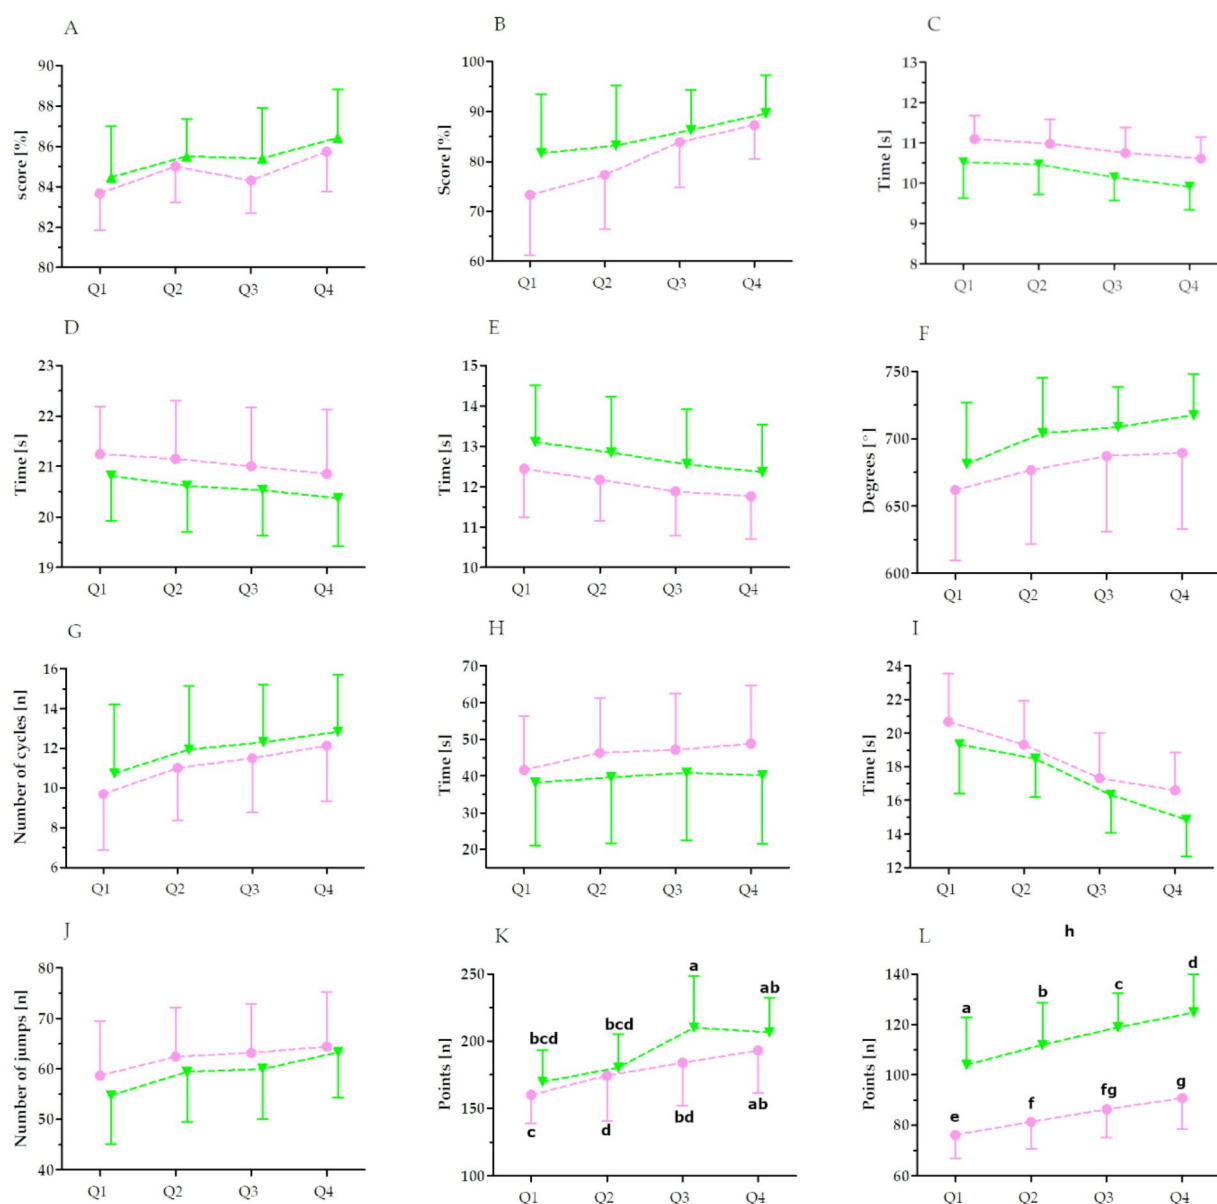 A
score [%]
90
88
86
84
82
80
Q1 Q2 Q3 Q4
B
Score [%]
100
90
80
70
60
Q1 Q2 Q3 Q4
C
Time [s]
13
12
11
10
9
8
Q1 Q2 Q3 Q4
D
Time [s]
23
22
21
20
19
Q1 Q2 Q3 Q4
E
Time [s]
15
14
13
12
11
10
Q1 Q2 Q3 Q4
F
Degrees [°]
750
700
650
600
Q1 Q2 Q3 Q4
G
Number of cycles [n]
16
14
12
10
8
6
Q1 Q2 Q3 Q4
H
Time [s]
70
60
50
40
30
20
Q1 Q2 Q3 Q4
I
Time [s]
24
22
20
18
16
14
12
Q1 Q2 Q3 Q4
J
Number of jumps [n]
80
70
60
50
40
Q1 Q2 Q3 Q4
K
Points [n]
250
200
150
100
bcd bcd a ab
c d bd ab
Q1 Q2 Q3 Q4
h
L
Points [n]
140
120
100
80
60
a b c d
e f fg g
Q1 Q2 Q3 Q4